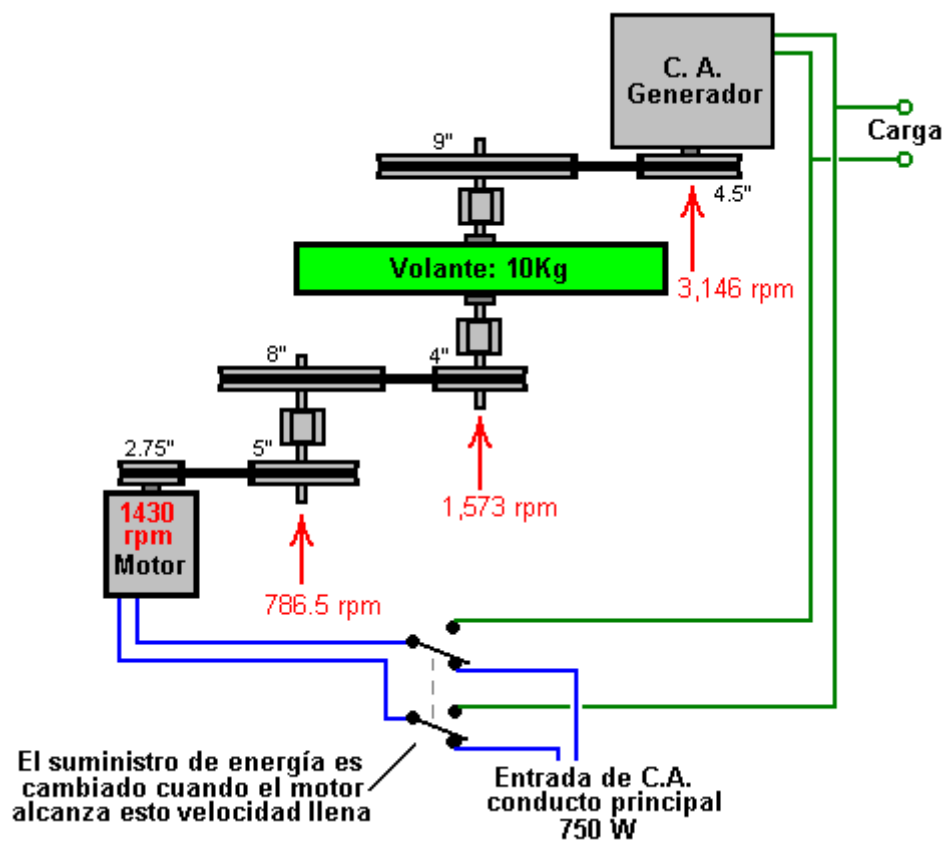 C. A.
Generador
Carga
9"
4.5"
Volante: 10Kg
3,146 rpm
8"
4"
2.75"
5"
1,573 rpm
1430
rpm
Motor
786.5 rpm
El suministro de energía es
cambiado cuando el motor
alcanza esto velocidad llena
Entrada de C.A.
conducto principal
750 W